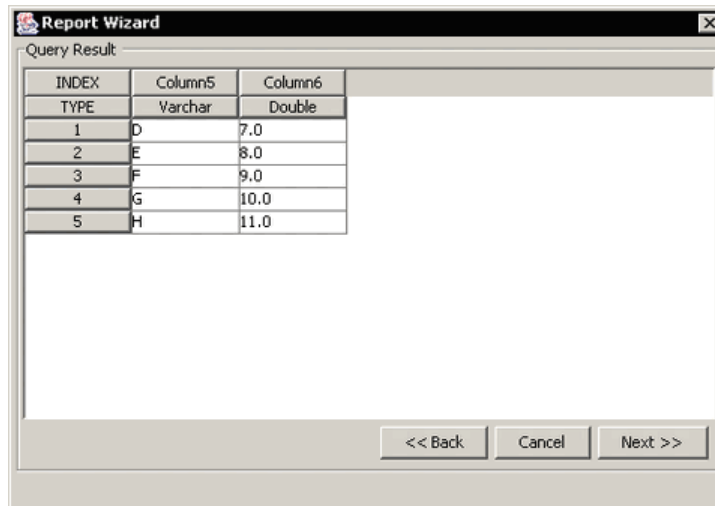 Report Wizard
Query Result
INDEX Column5 Column6
TYPE Varchar Double
1 D 7.0
2 E 8.0
3 F 9.0
4 G 10.0
5 H 11.0
<< Back Cancel Next >>